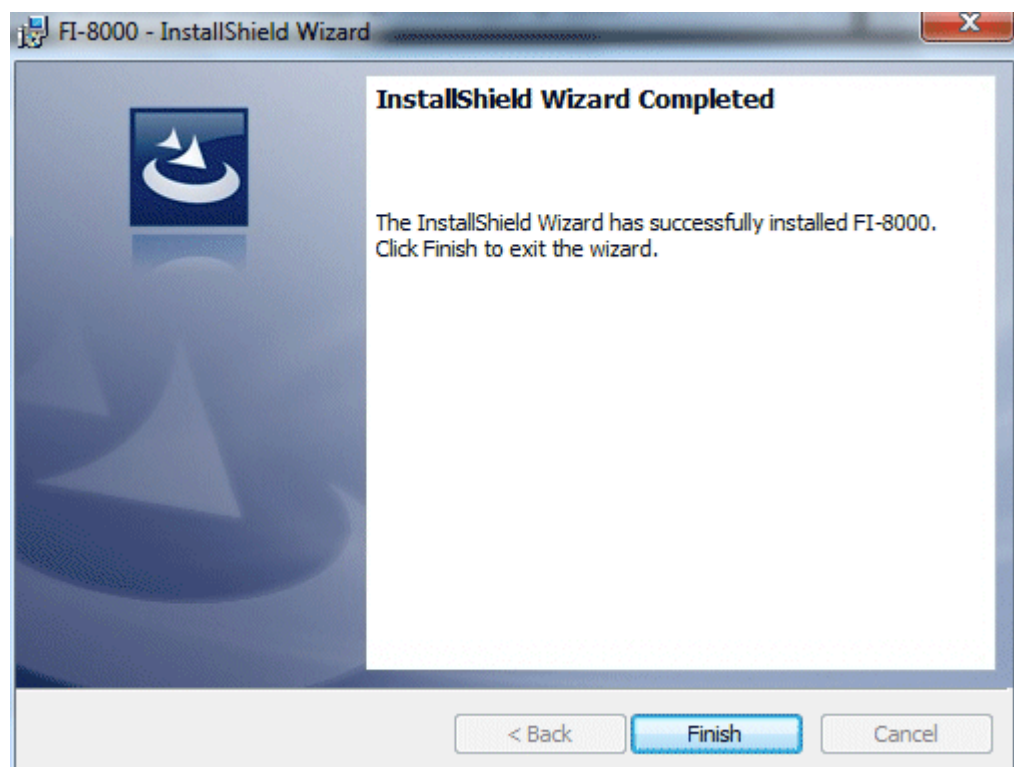 FI-8000 - InstallShield Wizard
InstallShield Wizard Completed
The InstallShield Wizard has successfully installed FI-8000.
Click Finish to exit the wizard.
< Back
Finish
Cancel